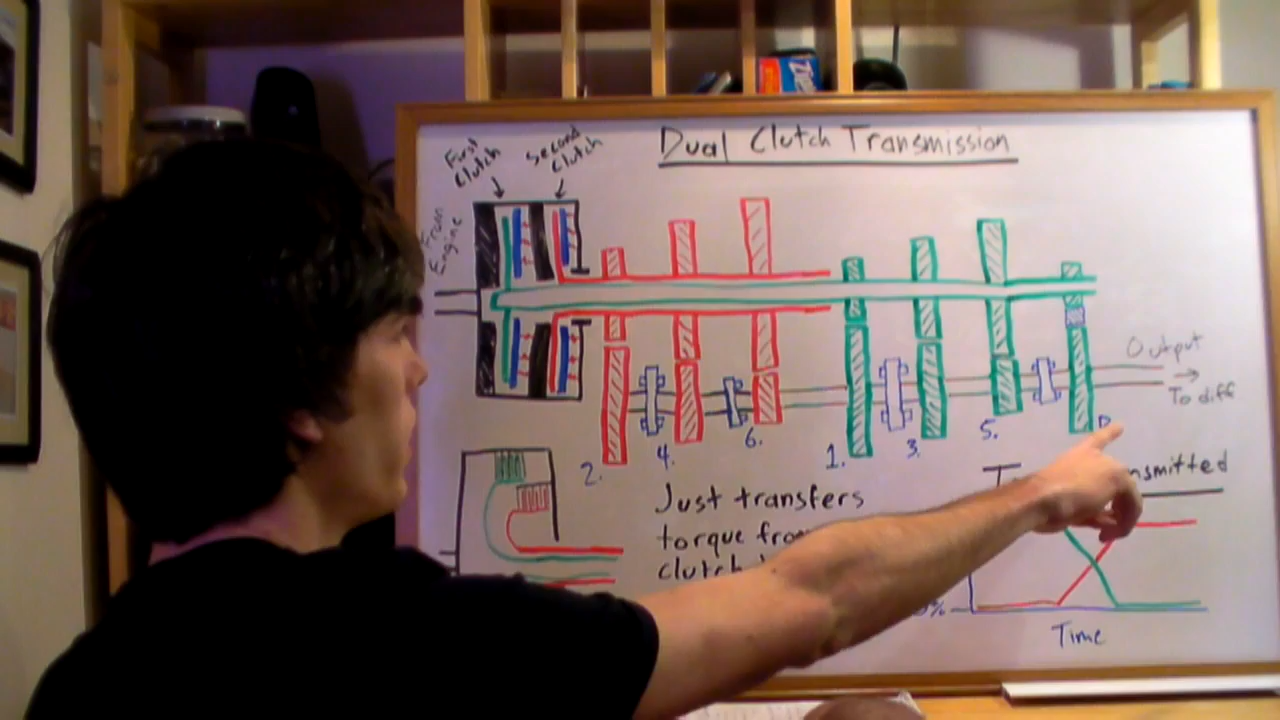 Dual Clutch Transmission
First
Clutch
Second
Clutch
From
Engine
Output
To diff
2.
4.
6.
1.
3.
5.
R
Just transfers
torque from
clutch
Time